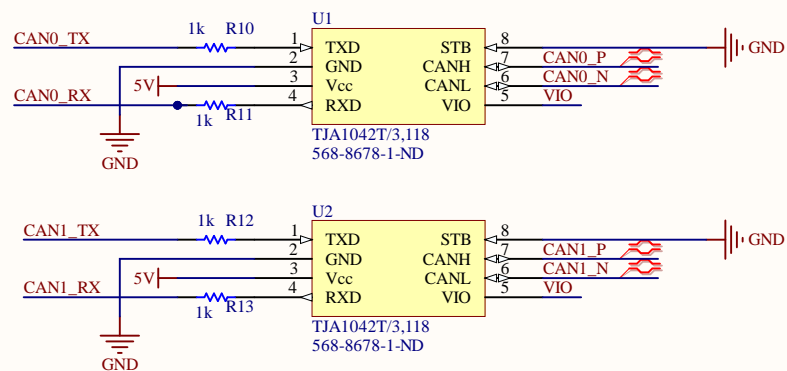 U1
1k R10
CAN0_TX 1 TXD STB 8 GND
2 GND CANH 7 CAN0_P
5V 3 Vcc CANL 6 CAN0_N
CAN0_RX 4 RXD VIO 5 VIO
1k R11
TJA1042T/3,118
GND 568-8678-1-ND
U2
1k R12
CAN1_TX 1 TXD STB 8 GND
2 GND CANH 7 CAN1_P
5V 3 Vcc CANL 6 CAN1_N
CAN1_RX 4 RXD VIO 5 VIO
1k R13
TJA1042T/3,118
568-8678-1-ND
GND